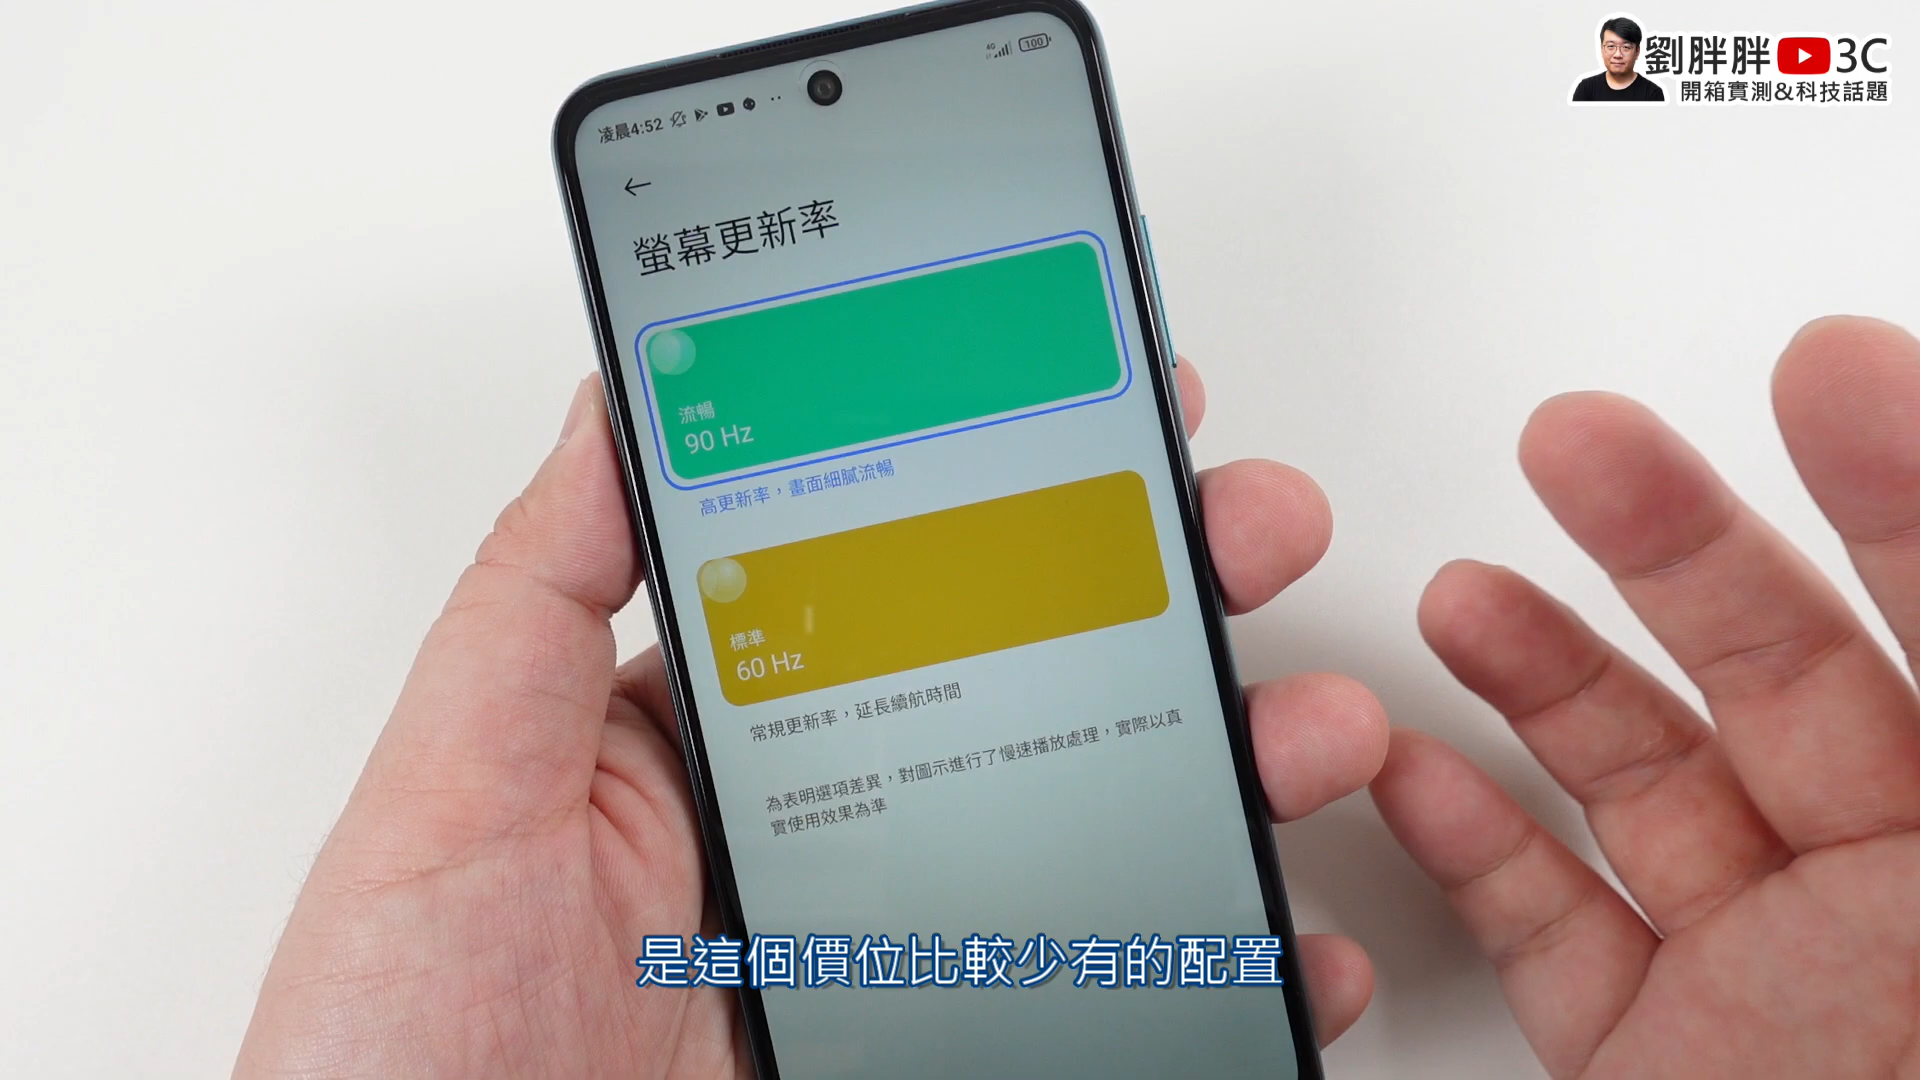 劉胖胖 3C
開箱實測&科技話題
凌晨4:52
4G
100
螢幕更新率
流暢
90 Hz
高更新率，畫面細膩流暢
標準
60 Hz
常規更新率，延長續航時間
為表明選項差異，對圖示進行了慢速播放處理，實際以真
實使用效果為準
是這個價位比較少有的配置